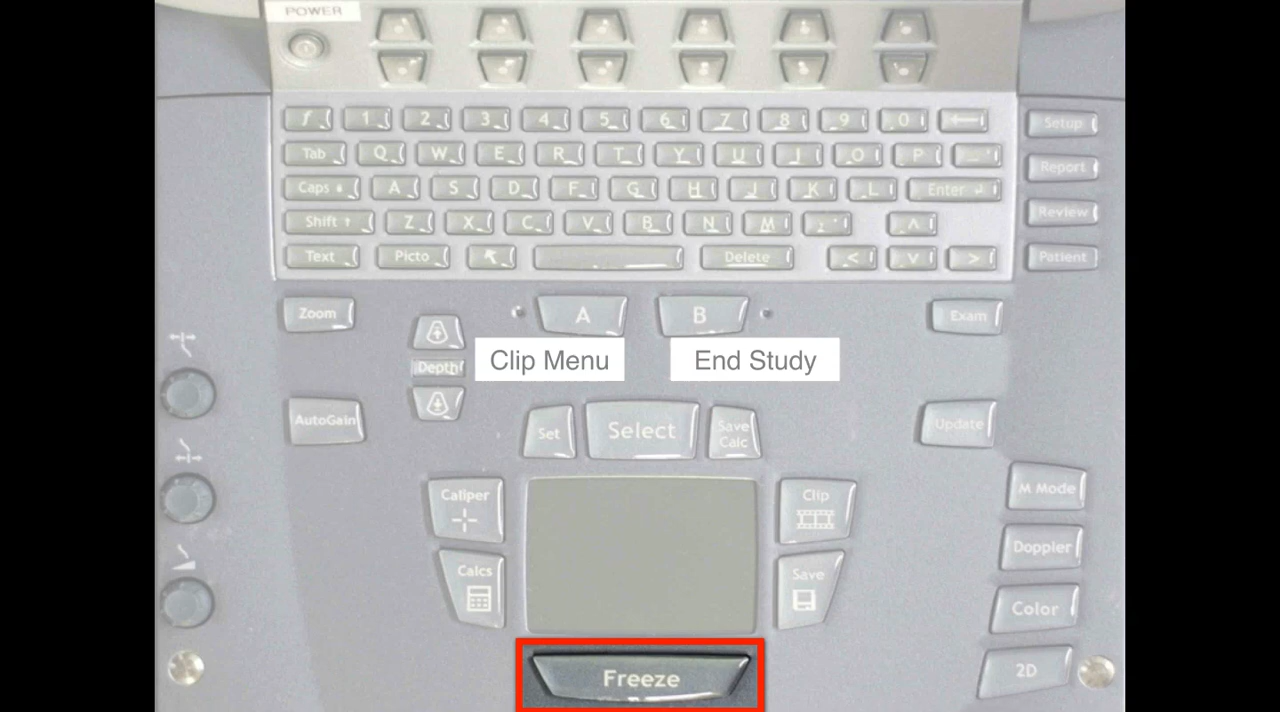 POWER
f 1 2 3 4 5 6 7 8 9 0
Setup
Tab Q W E R T Y U I O P
Report
Caps A S D F G H J K L Enter
Review
Shift Z X C V B N M
Text Picto Delete
Patient
Zoom
A
B
Exam
Depth
Clip Menu
End Study
AutoGain
Set
Select
Save
Calc
Update
Caliper
Clip
M Mode
Doppler
Calcs
Save
Color
2D
Freeze